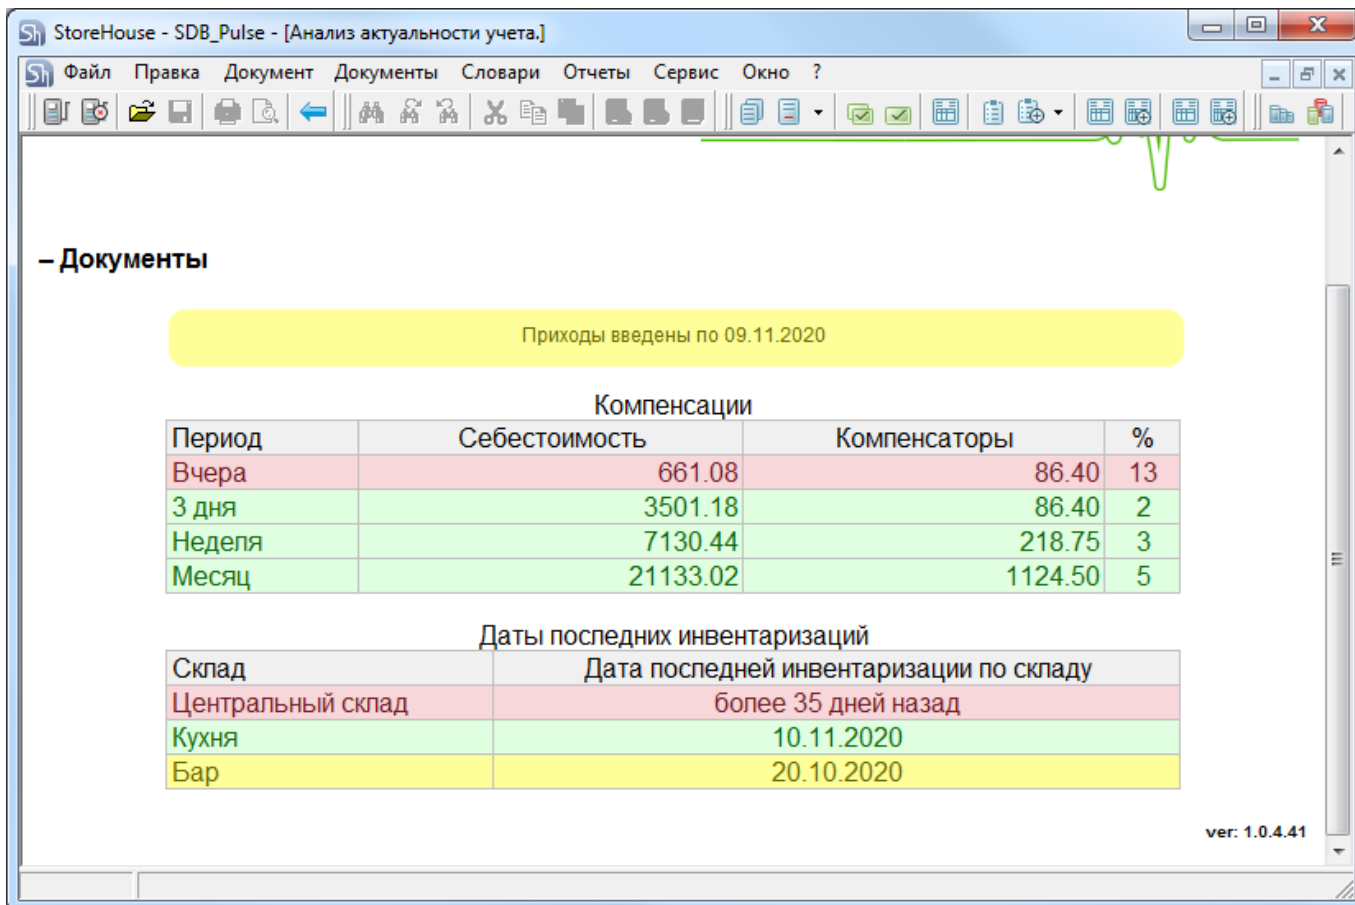 Sh StoreHouse - SDB_Pulse - [Анализ актуальности учета.]
Sh Файл Правка Документ Документы Словари Отчеты Сервис Окно ?
– Документы
Приходы введены по 09.11.2020
Компенсации
Период Себестоимость Компенсаторы %
Вчера 661.08 86.40 13
3 дня 3501.18 86.40 2
Неделя 7130.44 218.75 3
Месяц 21133.02 1124.50 5
Даты последних инвентаризаций
Склад Дата последней инвентаризации по складу
Центральный склад более 35 дней назад
Кухня 10.11.2020
Бар 20.10.2020
ver: 1.0.4.41